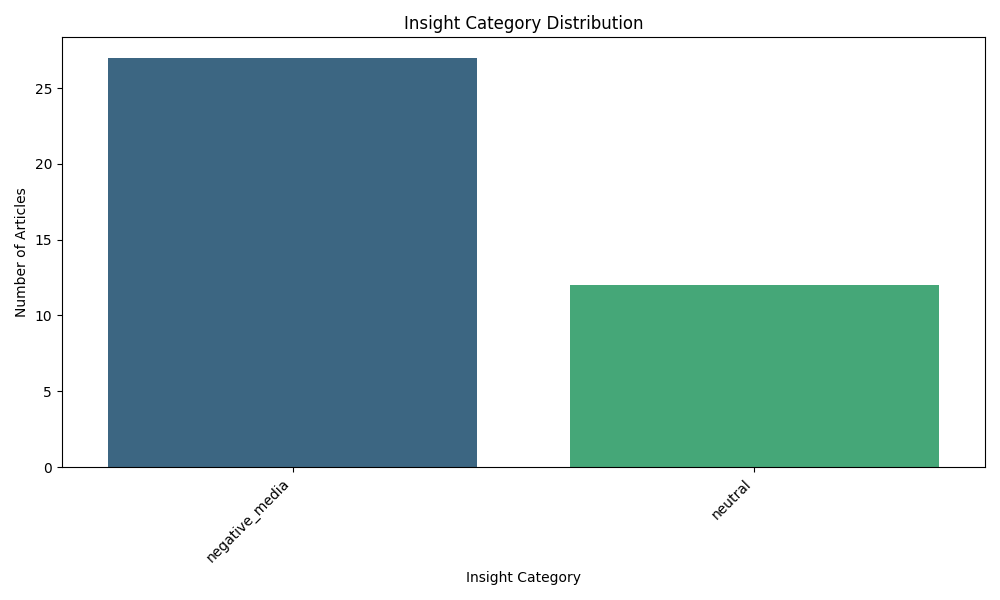 Insight Category Distribution
Number of Articles
25
20
15
10
5
0
negative_media
neutral
Insight Category